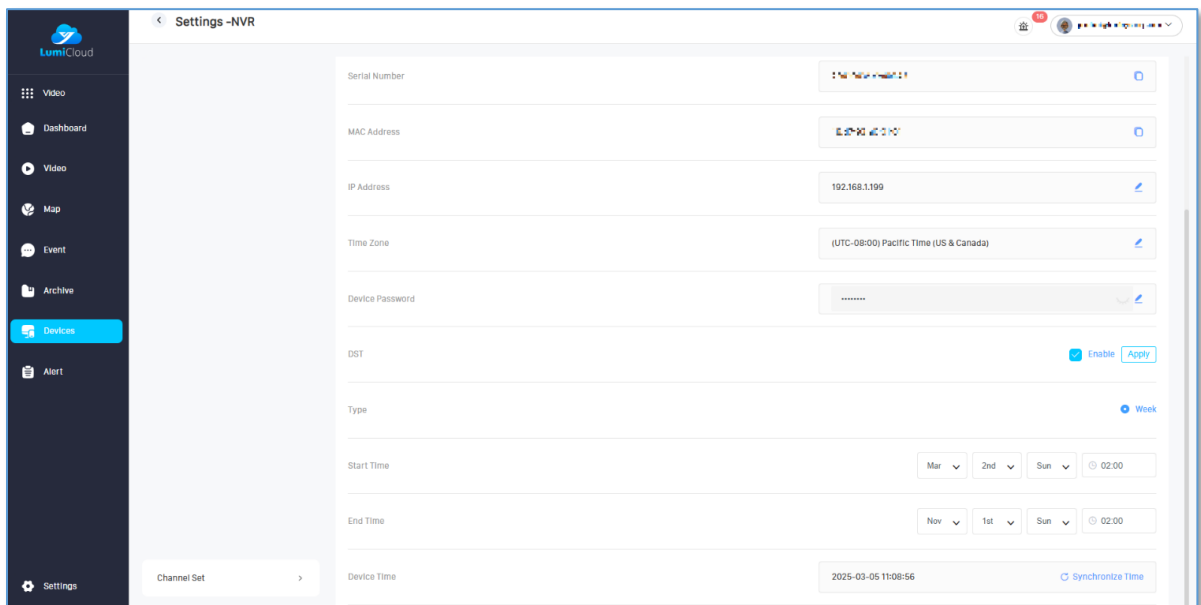 Settings -NVR
16
LumiCloud
Video
Dashboard
Video
Map
Event
Archive
Devices
Alert
Settings
Channel Set
Serial Number
MAC Address
IP Address 192.168.1.199
Time Zone (UTC-08:00) Pacific Time (US & Canada)
Device Password ••••••••
DST Enable Apply
Type Week
Start Time Mar 2nd Sun 02:00
End Time Nov 1st Sun 02:00
Device Time 2025-03-05 11:08:56 Synchronize Time